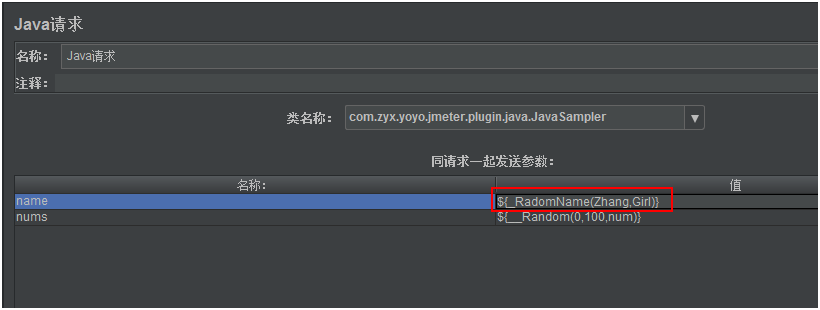 Java请求
名称： Java请求
注释：
类名称： com.zyx.yoyo.jmeter.plugin.java.JavaSampler
同请求一起发送参数：
名称： 值
name ${_RadomName(Zhang,Girl)}
nums ${__Random(0,100,num)}